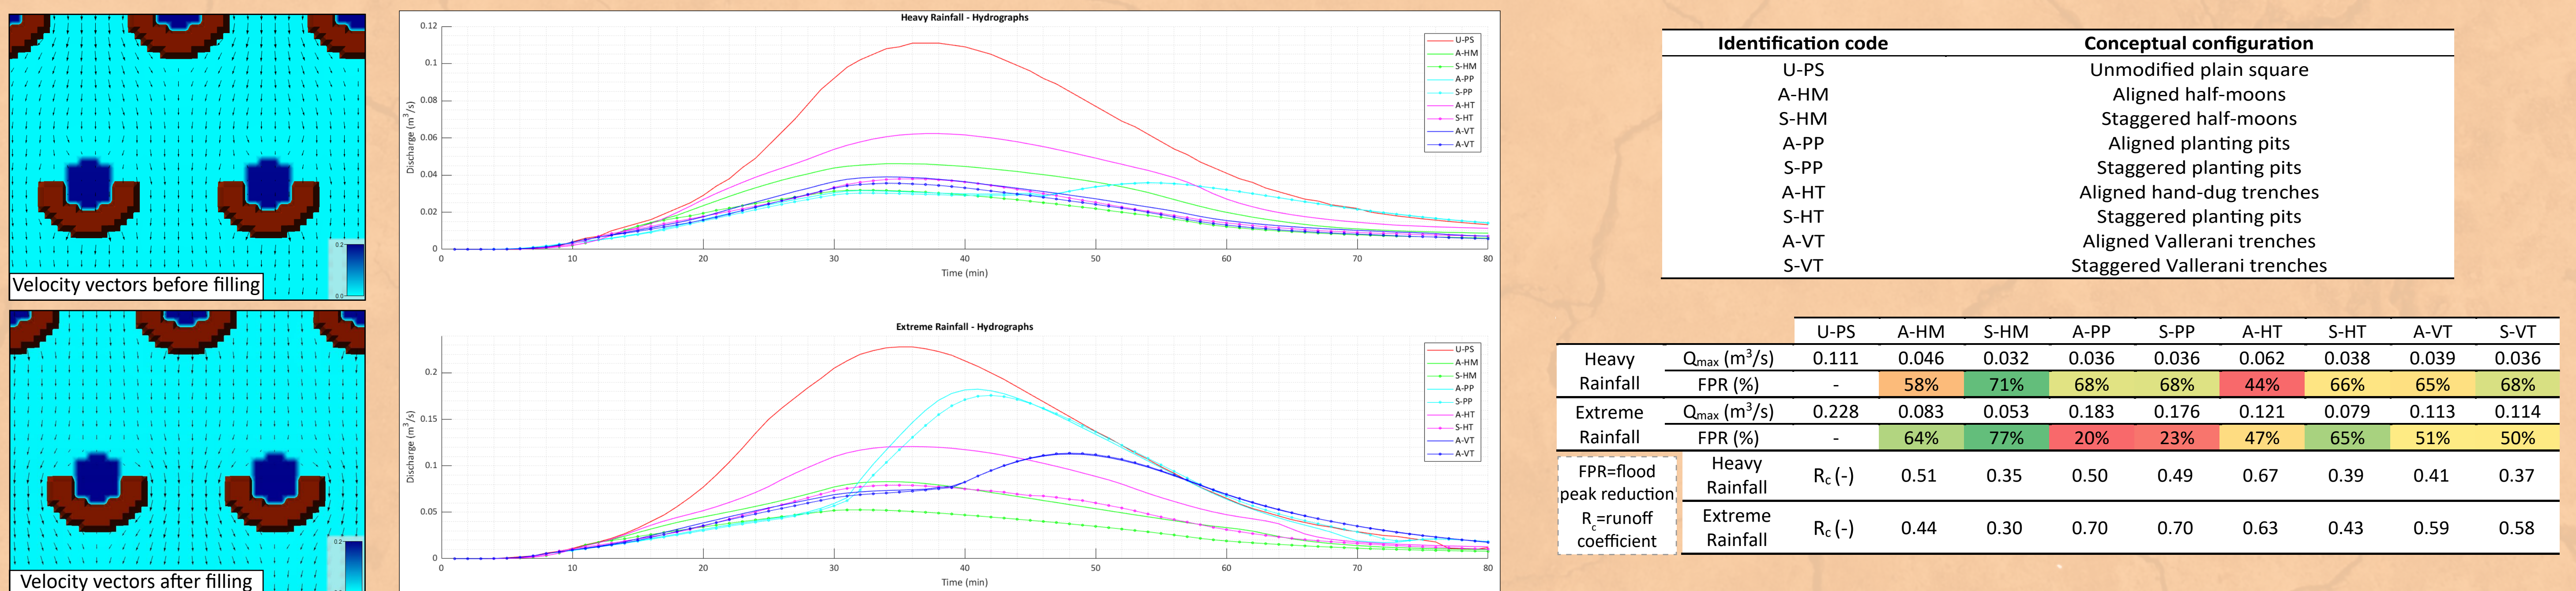 0.2
0.0
Velocity vectors before filling
0.2
Velocity vectors after filling
Heavy Rainfall - Hydrographs
0.12
0.1
0.08
0.06
0.04
0.02
0
Discharge (m³/s)
0 10 20 30 40 50 60 70 80
Time (min)
U-PS
A-HM
S-HM
A-PP
S-PP
A-HT
S-HT
A-VT
A-VT
Extreme Rainfall - Hydrographs
0.2
0.15
0.1
0.05
0
Discharge (m³/s)
0 10 20 30 40 50 60 70 80
Time (min)
U-PS
A-HM
S-HM
A-PP
S-PP
A-HT
S-HT
A-VT
A-VT
Identification code Conceptual configuration
U-PS Unmodified plain square
A-HM Aligned half-moons
S-HM Staggered half-moons
A-PP Aligned planting pits
S-PP Staggered planting pits
A-HT Aligned hand-dug trenches
S-HT Staggered planting pits
A-VT Aligned Vallerani trenches
S-VT Staggered Vallerani trenches
U-PS A-HM S-HM A-PP S-PP A-HT S-HT A-VT S-VT
Heavy Rainfall Qmax (m³/s) 0.111 0.046 0.032 0.036 0.036 0.062 0.038 0.039 0.036
FPR (%) - 58% 71% 68% 68% 44% 66% 65% 68%
Extreme Rainfall Qmax (m³/s) 0.228 0.083 0.053 0.183 0.176 0.121 0.079 0.113 0.114
FPR (%) - 64% 77% 20% 23% 47% 65% 51% 50%
FPR=flood
peak reduction
Rc=runoff
coefficient
Heavy Rainfall Rc (-) 0.51 0.35 0.50 0.49 0.67 0.39 0.41 0.37
Extreme Rainfall Rc (-) 0.44 0.30 0.70 0.70 0.63 0.43 0.59 0.58